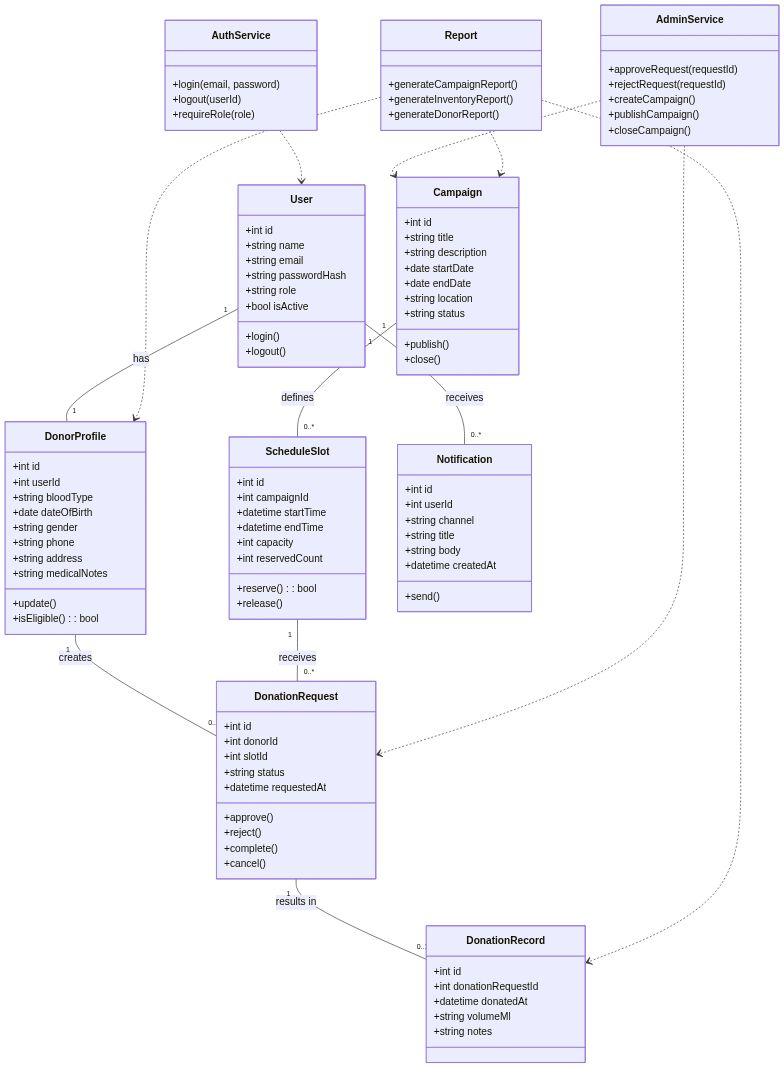 AuthService
+login(email, password)
+logout(userId)
+requireRole(role)
Report
+generateCampaignReport()
+generateInventoryReport()
+generateDonorReport()
AdminService
+approveRequest(requestId)
+rejectRequest(requestId)
+createCampaign()
+publishCampaign()
+closeCampaign()
User
+int id
+string name
+string email
+string passwordHash
+string role
+bool isActive
+login()
+logout()
Campaign
+int id
+string title
+string description
+date startDate
+date endDate
+string location
+string status
+publish()
+close()
1
has
1
1
defines
0..*
1
receives
0..*
DonorProfile
+int id
+int userId
+string bloodType
+date dateOfBirth
+string gender
+string phone
+string address
+string medicalNotes
+update()
+isEligible() : : bool
ScheduleSlot
+int id
+int campaignId
+datetime startTime
+datetime endTime
+int capacity
+int reservedCount
+reserve() : : bool
+release()
Notification
+int id
+int userId
+string channel
+string title
+string body
+datetime createdAt
+send()
1
creates
0..
1
receives
0..*
DonationRequest
+int id
+int donorId
+int slotId
+string status
+datetime requestedAt
+approve()
+reject()
+complete()
+cancel()
1
results in
0..
DonationRecord
+int id
+int donationRequestId
+datetime donatedAt
+string volumeMl
+string notes